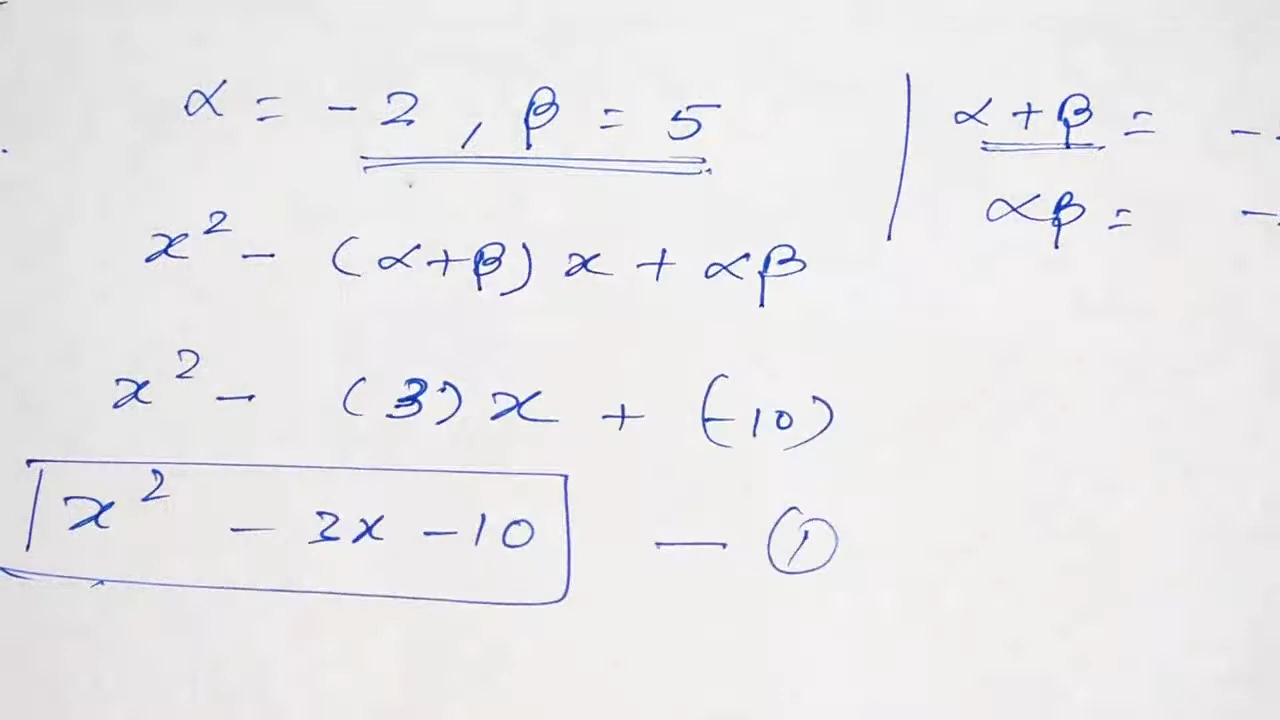 α = -2 , β = 5
x² - (α+β) x + αβ
x² - (3) x + (-10)
x² - 3x - 10 — ①
α+β = -
αβ = -